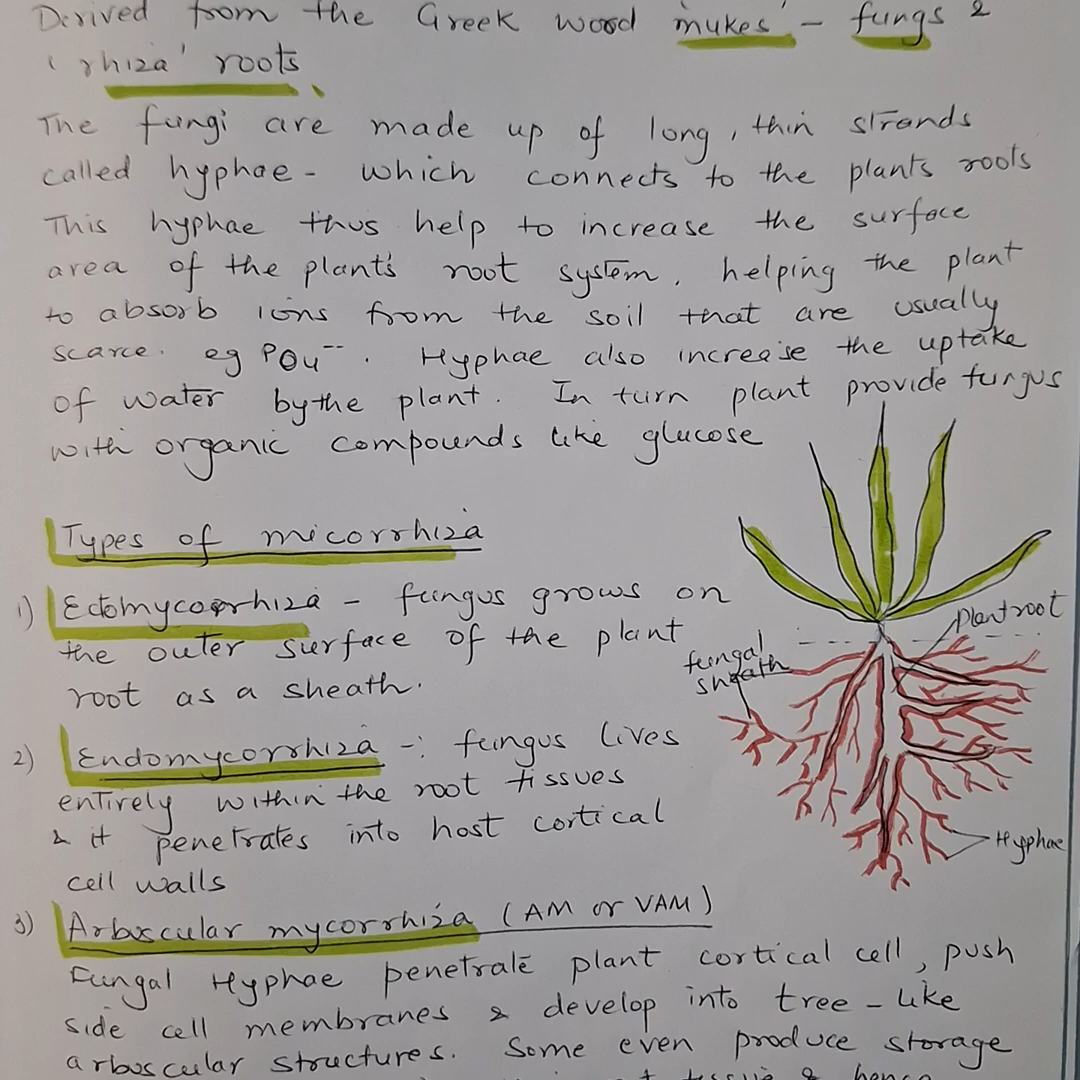 Derived from the Greek wood 'mukes' - fungs &
'rhiza' roots.
The fungi are made up of long, thin strands
called hyphae - which connects to the plants roots
This hyphae thus help to increase the surface
area of the plant's root system, helping the plant
to absorb ions from the soil that are usually
scarce. eg PO4--. Hyphae also increase the uptake
of water by the plant. In turn plant provide fungus
with organic compounds like glucose
Types of micorrhiza
1) Ectomycorrhiza - fungus grows on
the outer surface of the plant
root as a sheath.
2) Endomycorrhiza -: fungus lives
entirely within the root tissues
& it penetrates into host cortical
cell walls
3) Arbuscular mycorrhiza (AM or VAM)
Fungal Hyphae penetrate plant cortical cell, push
side cell membranes & develop into tree-like
arbuscular structures. Some even produce storage
tissue & hence
Plant root
fungal
sheath
Hyphae